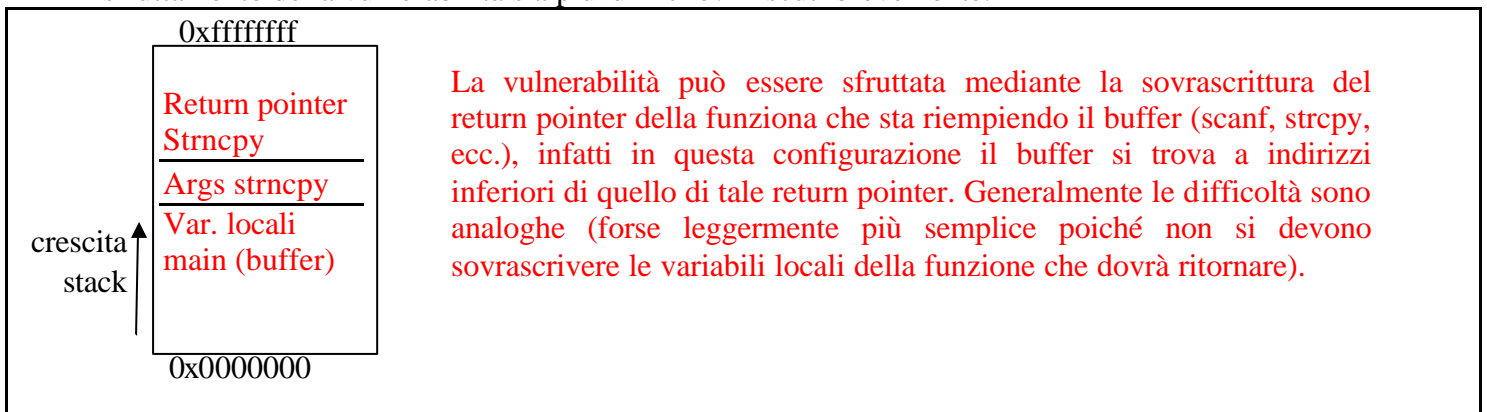 0xffffffff
Return pointer
Strncpy
Args strncpy
Var. locali
main (buffer)
crescita
stack
0x0000000
La vulnerabilità può essere sfruttata mediante la sovrascrittura del
return pointer della funziona che sta riempiendo il buffer (scanf, strcpy,
ecc.), infatti in questa configurazione il buffer si trova a indirizzi
inferiori di quello di tale return pointer. Generalmente le difficoltà sono
analoghe (forse leggermente più semplice poiché non si devono
sovrascrivere le variabili locali della funzione che dovrà ritornare).